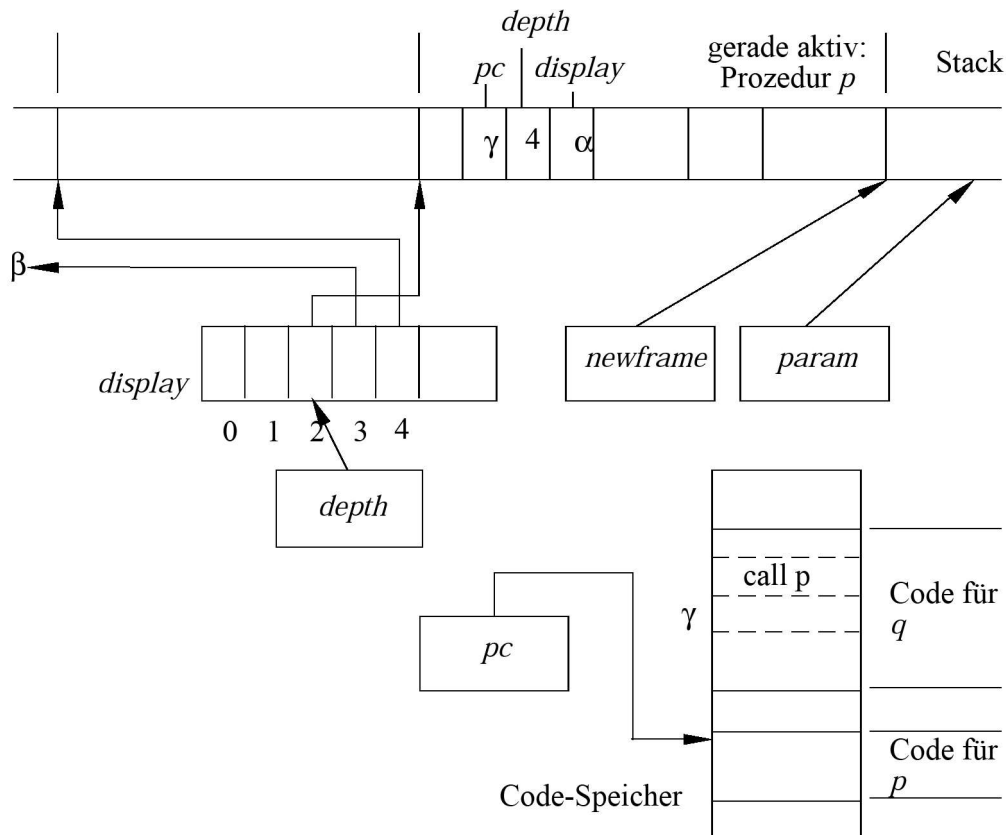 depth
gerade aktiv:
Stack
pc
display
Prozedur p
γ
4
α
β
newframe
param
display
0 1 2 3 4
depth
call p
Code für
q
γ
pc
Code für
p
Code-Speicher